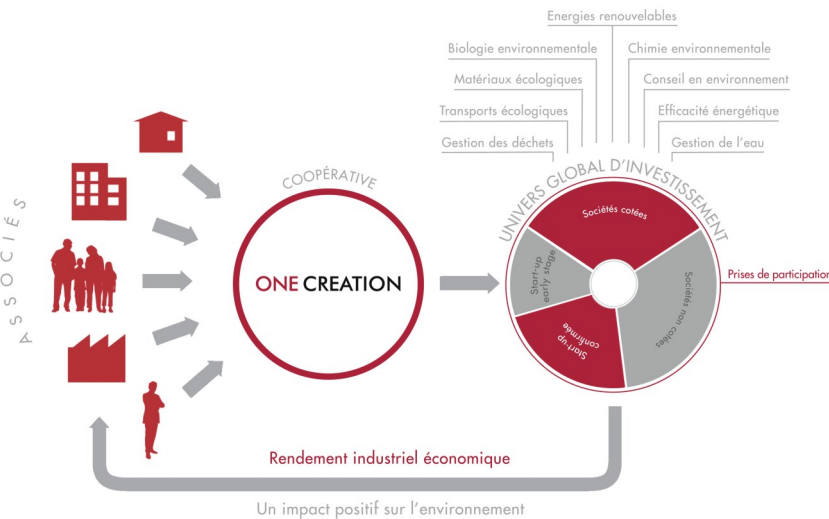 Energies renouvelables
Biologie environnementale
Chimie environnementale
Matériaux écologiques
Conseil en environnement
Transports écologiques
Efficacité énergétique
Gestion des déchets
Gestion de l'eau
ASSOCIÉS
COOPÉRATIVE
ONE CREATION
UNIVERS GLOBAL D'INVESTISSEMENT
Sociétés cotées
Start-up
early stage
Sociétés non cotées
Start-up
confirmée
Prises de participation
Rendement industriel économique
Un impact positif sur l'environnement